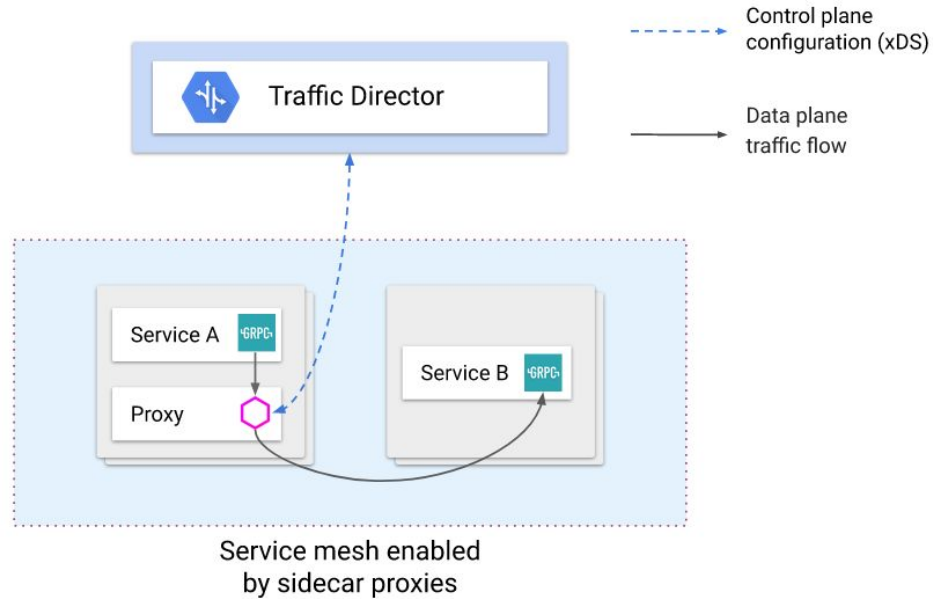 Control plane
configuration (xDS)
Traffic Director
Data plane
traffic flow
Service A
GRPC
Proxy
Service B
GRPC
Service mesh enabled
by sidecar proxies